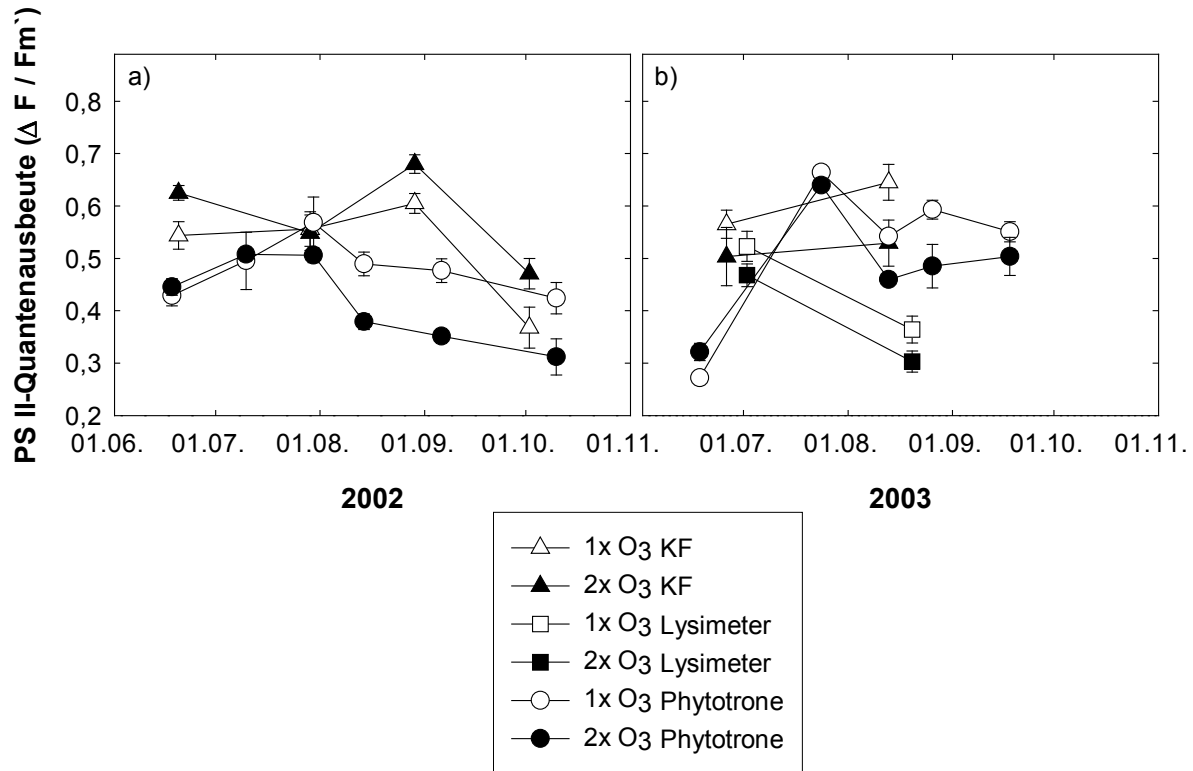 PS II-Quantenausbeute (Δ F / Fm`)
a)
b)
0,8
0,7
0,6
0,5
0,4
0,3
0,2
01.06. 01.07. 01.08. 01.09. 01.10. 01.11. 01.07. 01.08. 01.09. 01.10. 01.11.
2002
2003
1x O3 KF
2x O3 KF
1x O3 Lysimeter
2x O3 Lysimeter
1x O3 Phytotrone
2x O3 Phytotrone